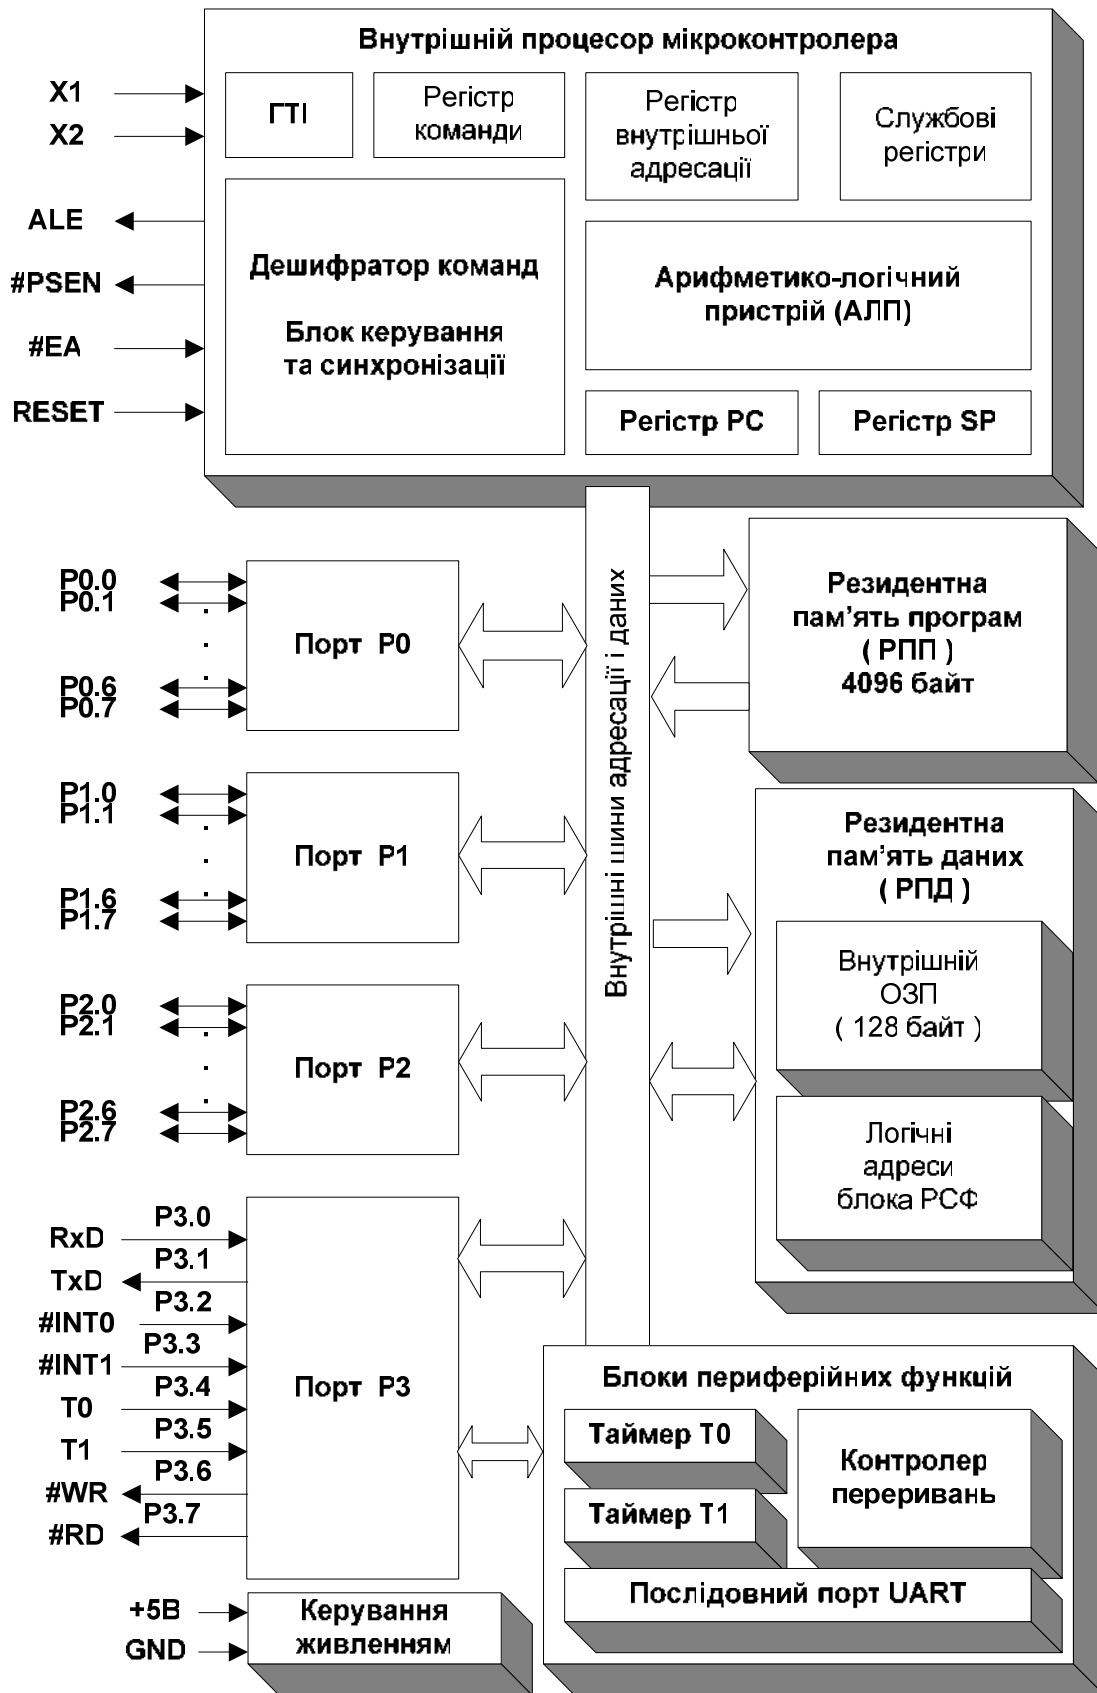 Внутрішній процесор мікроконтролера
X1
X2
ALE
#PSEN
#EA
RESET
ГТІ
Регістр
команди
Регістр
внутрішньої
адресації
Службові
регістри
Дешифратор команд
Блок керування
та синхронізації
Арифметико-логічний
пристрій (АЛП)
Регістр PC
Регістр SP
P0.0
P0.1
P0.6
P0.7
Порт P0
P1.0
P1.1
P1.6
P1.7
Порт P1
P2.0
P2.1
P2.6
P2.7
Порт P2
Внутрішні шини адресації і даних
Резидентна
пам'ять програм
( РПП )
4096 байт
Резидентна
пам'ять даних
( РПД )
Внутрішній
ОЗП
( 128 байт )
Логічні
адреси
блока РСФ
RxD
P3.0
TxD
P3.1
#INT0
P3.2
#INT1
P3.3
T0
P3.4
T1
P3.5
#WR
P3.6
#RD
P3.7
Порт P3
Блоки периферійних функцій
Таймер T0
Таймер T1
Контролер
переривань
Послідовний порт UART
+5В
GND
Керування
живленням